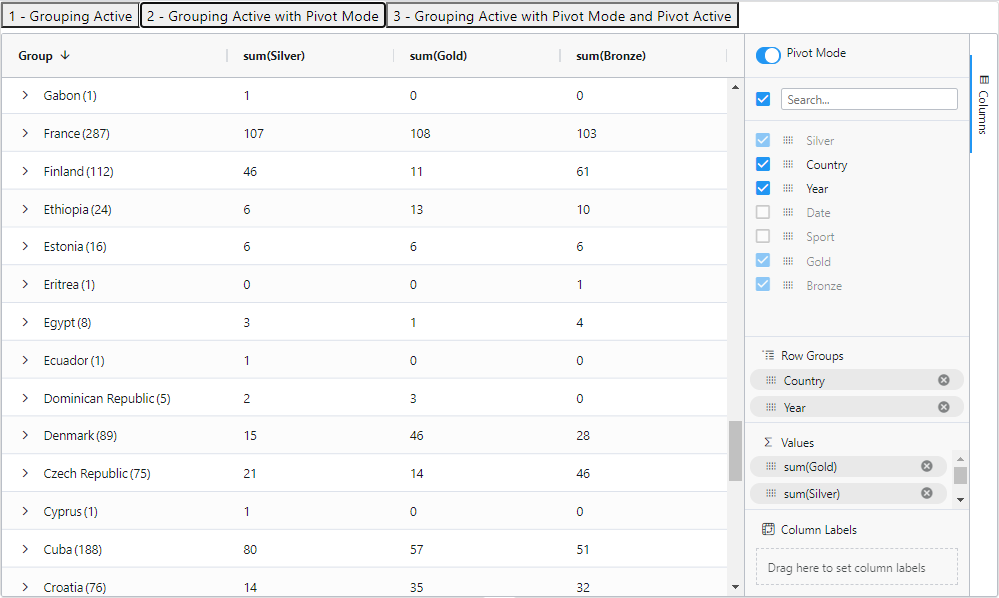 1 - Grouping Active 2 - Grouping Active with Pivot Mode 3 - Grouping Active with Pivot Mode and Pivot Active
Group sum(Silver) sum(Gold) sum(Bronze)
Gabon (1) 1 0 0
France (287) 107 108 103
Finland (112) 46 11 61
Ethiopia (24) 6 13 10
Estonia (16) 6 6 6
Eritrea (1) 0 0 1
Egypt (8) 3 1 4
Ecuador (1) 1 0 0
Dominican Republic (5) 2 3 0
Denmark (89) 15 46 28
Czech Republic (75) 21 14 46
Cyprus (1) 1 0 0
Cuba (188) 80 57 51
Croatia (76) 14 35 32
Pivot Mode
Search...
Silver
Country
Year
Date
Sport
Gold
Bronze
Row Groups
Country
Year
Values
sum(Gold)
sum(Silver)
Column Labels
Drag here to set column labels
Columns